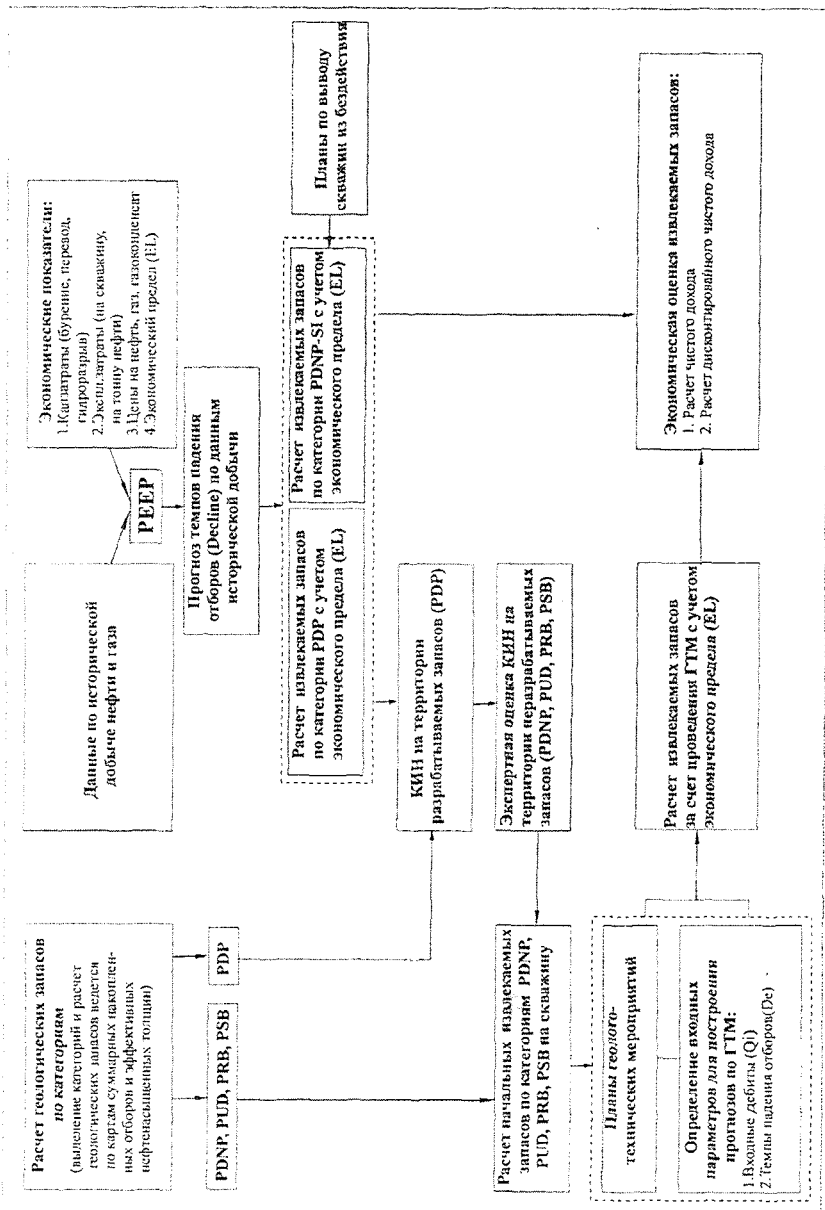 Расчет геологических запасов
по категориям
(выделение категорий и расчет
геологических запасов ведется
по картам суммарных накоплен-
ных отборов и эффективных
нефтенасыщенных толщин)
Данные по исторической
добыче нефти и газа
Экономические показатели:
1.Капзатраты (бурение, перевод,
гидроразрыв)
2.Экспл.затраты (на скважину,
на тонну нефти)
3.Цены на нефть, газ, газоконденсат
4.Экономический предел (EL)
PEEP
PDNP, PUD, PRB, PSB
PDP
Прогноз темпов падения
отборов (Decline) по данным
исторической добычи
Расчет извлекаемых запасов
по категории PDP с учетом
экономического предела (EL)
Расчет извлекаемых запасов
по категории PDNP-SI с учетом
экономического предела (EL)
Планы по выводу
скважин из бездействия
КИН на территории
разрабатываемых запасов (PDP)
Расчет начальных извлекаемых
запасов по категориям PDNP,
PUD, PRB, PSB на скважину
Экспертная оценка КИН на
территории неразрабатываемых
запасов (PDNP, PUD, PRB, PSB)
Планы геолого-
технических мероприятий
Определение входных
параметров для построения
прогнозов по ГТМ:
1.Входные дебиты (Qi)
2.Темпы падения отборов(De)
Расчет извлекаемых запасов
за счет проведения ГТМ с учетом
экономического предела (EL)
Экономическая оценка извлекаемых запасов:
1. Расчет чистого дохода
2. Расчет дисконтированного чистого дохода